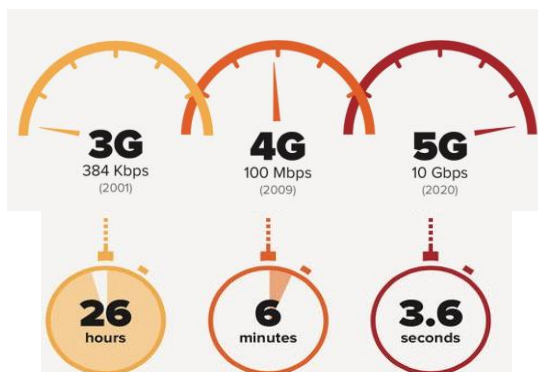 3G
384 Kbps
(2001)
4G
100 Mbps
(2009)
5G
10 Gbps
(2020)
26
hours
6
minutes
3.6
seconds